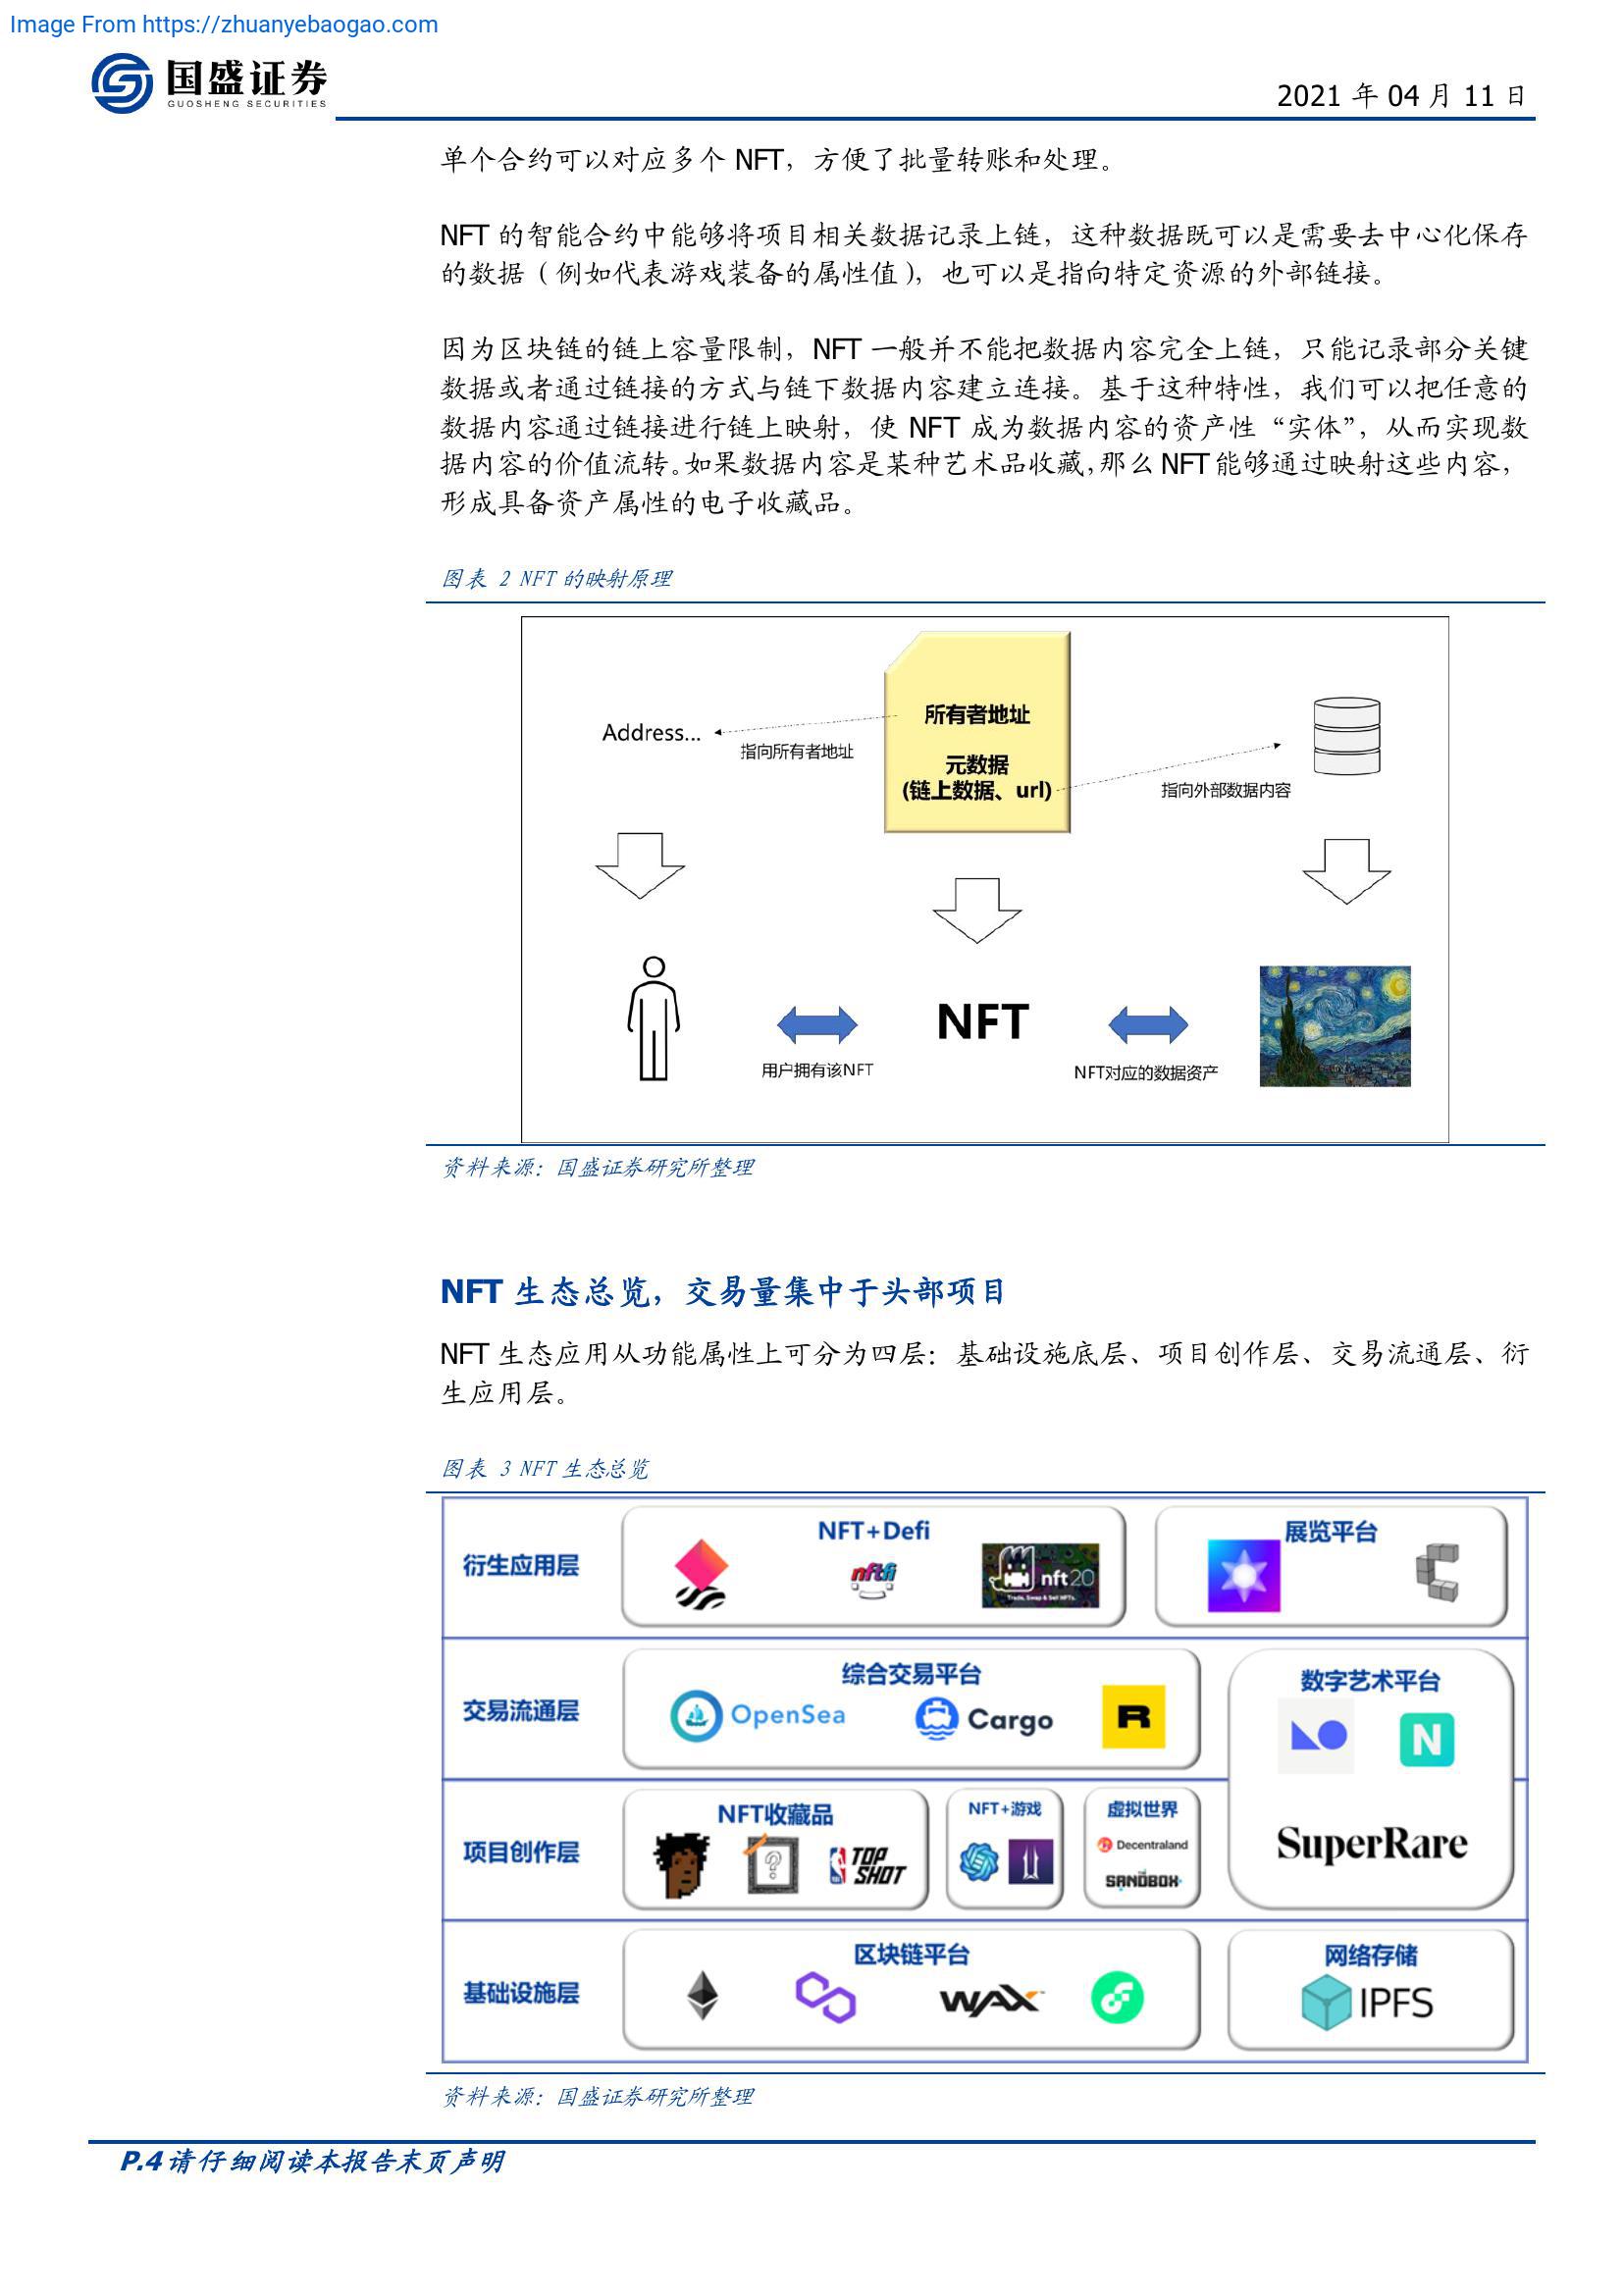 Image From https://zhuanyebaogao.com
国盛证券
GUOSHENG SECURITIES
2021 年 04 月 11 日
单个合约可以对应多个 NFT，方便了批量转账和处理。
NFT 的智能合约中能够将项目相关数据记录上链，这种数据既可以是需要去中心化保存
的数据（例如代表游戏装备的属性值），也可以是指向特定资源的外部链接。
因为区块链的链上容量限制，NFT 一般并不能把数据内容完全上链，只能记录部分关键
数据或者通过链接的方式与链下数据内容建立连接。基于这种特性，我们可以把任意的
数据内容通过链接进行链上映射，使 NFT 成为数据内容的资产性“实体”，从而实现数
据内容的价值流转。如果数据内容是某种艺术品收藏，那么 NFT 能够通过映射这些内容，
形成具备资产属性的电子收藏品。
图表 2 NFT 的映射原理
所有者地址
Address...
指向所有者地址
元数据
(链上数据、url)
指向外部数据内容
NFT
用户拥有该NFT
NFT对应的数据资产
资料来源：国盛证券研究所整理
NFT 生态总览，交易量集中于头部项目
NFT 生态应用从功能属性上可分为四层：基础设施底层、项目创作层、交易流通层、衍
生应用层。
图表 3 NFT 生态总览
衍生应用层
NFT+Defi
nftfi
nft20
Trade, Swap & Sell NFTs.
展览平台
交易流通层
综合交易平台
OpenSea
Cargo
R
数字艺术平台
N
SuperRare
项目创作层
NFT收藏品
?
TOP
SHOT
NFT+游戏
虚拟世界
Decentraland
THE
SANDBOX
基础设施层
区块链平台
WAX
网络存储
IPFS
资料来源：国盛证券研究所整理
P.4 请仔细阅读本报告末页声明